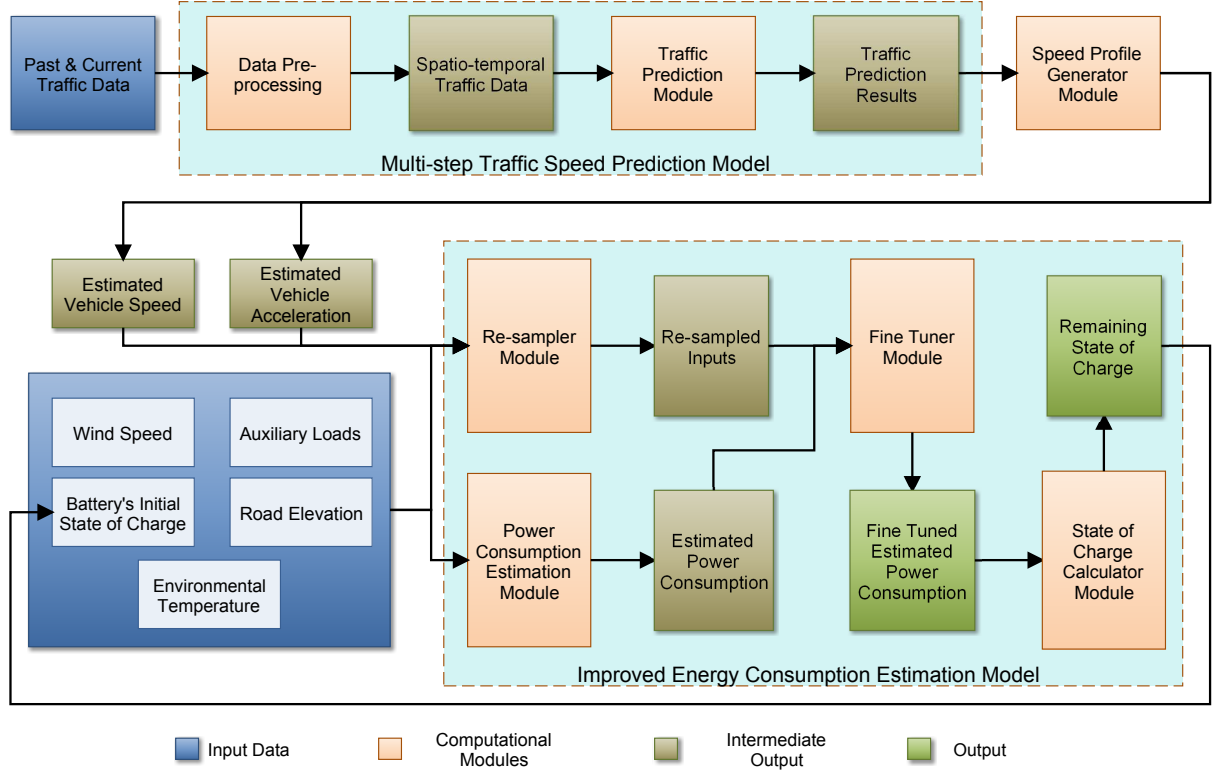 Past & Current
Traffic Data
Data Pre-
processing
Spatio-temporal
Traffic Data
Traffic
Prediction
Module
Traffic
Prediction
Results
Speed Profile
Generator
Module
Multi-step Traffic Speed Prediction Model
Estimated
Vehicle Speed
Estimated
Vehicle
Acceleration
Re-sampler
Module
Re-sampled
Inputs
Fine Tuner
Module
Remaining
State of
Charge
Wind Speed
Auxiliary Loads
Battery's Initial
State of Charge
Road Elevation
Environmental
Temperature
Power
Consumption
Estimation
Module
Estimated
Power
Consumption
Fine Tuned
Estimated
Power
Consumption
State of
Charge
Calculator
Module
Improved Energy Consumption Estimation Model
Input Data
Computational
Modules
Intermediate
Output
Output